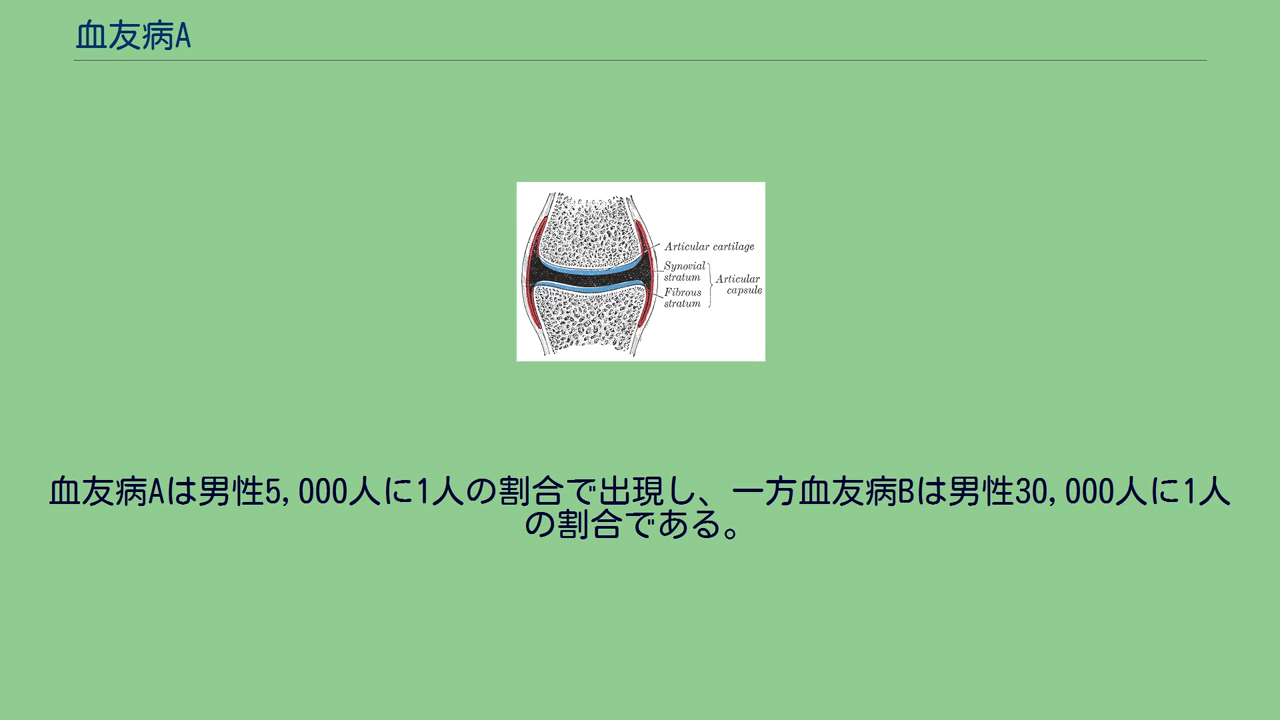 血友病A
Articular cartilage
Synovial
stratum
Fibrous
stratum
Articular
capsule
血友病Aは男性5,000人に1人の割合で出現し、一方血友病Bは男性30,000人に1人
の割合である。